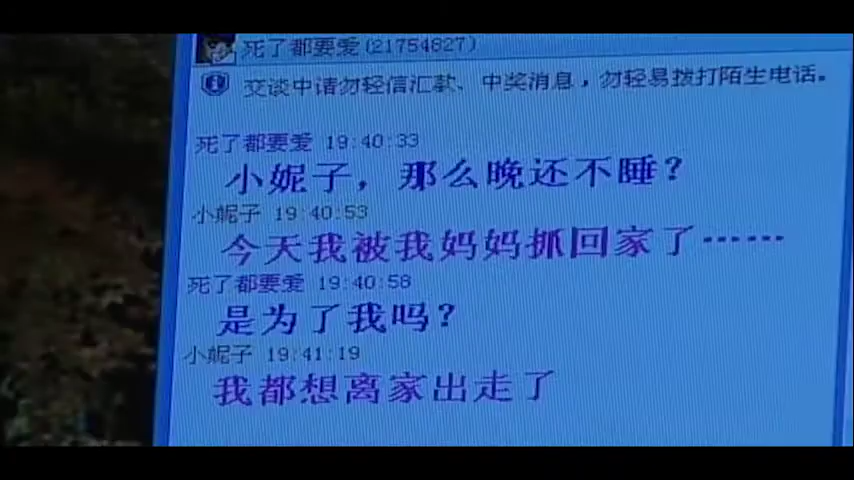 死了都要爱(21754827)
交谈中请勿轻信汇款、中奖消息，勿轻易拨打陌生电话。
死了都要爱 19:40:33
小妮子，那么晚还不睡？
小妮子 19:40:53
今天我被我妈妈抓回家了……
死了都要爱 19:40:58
是为了我吗？
小妮子 19:41:19
我都想离家出走了